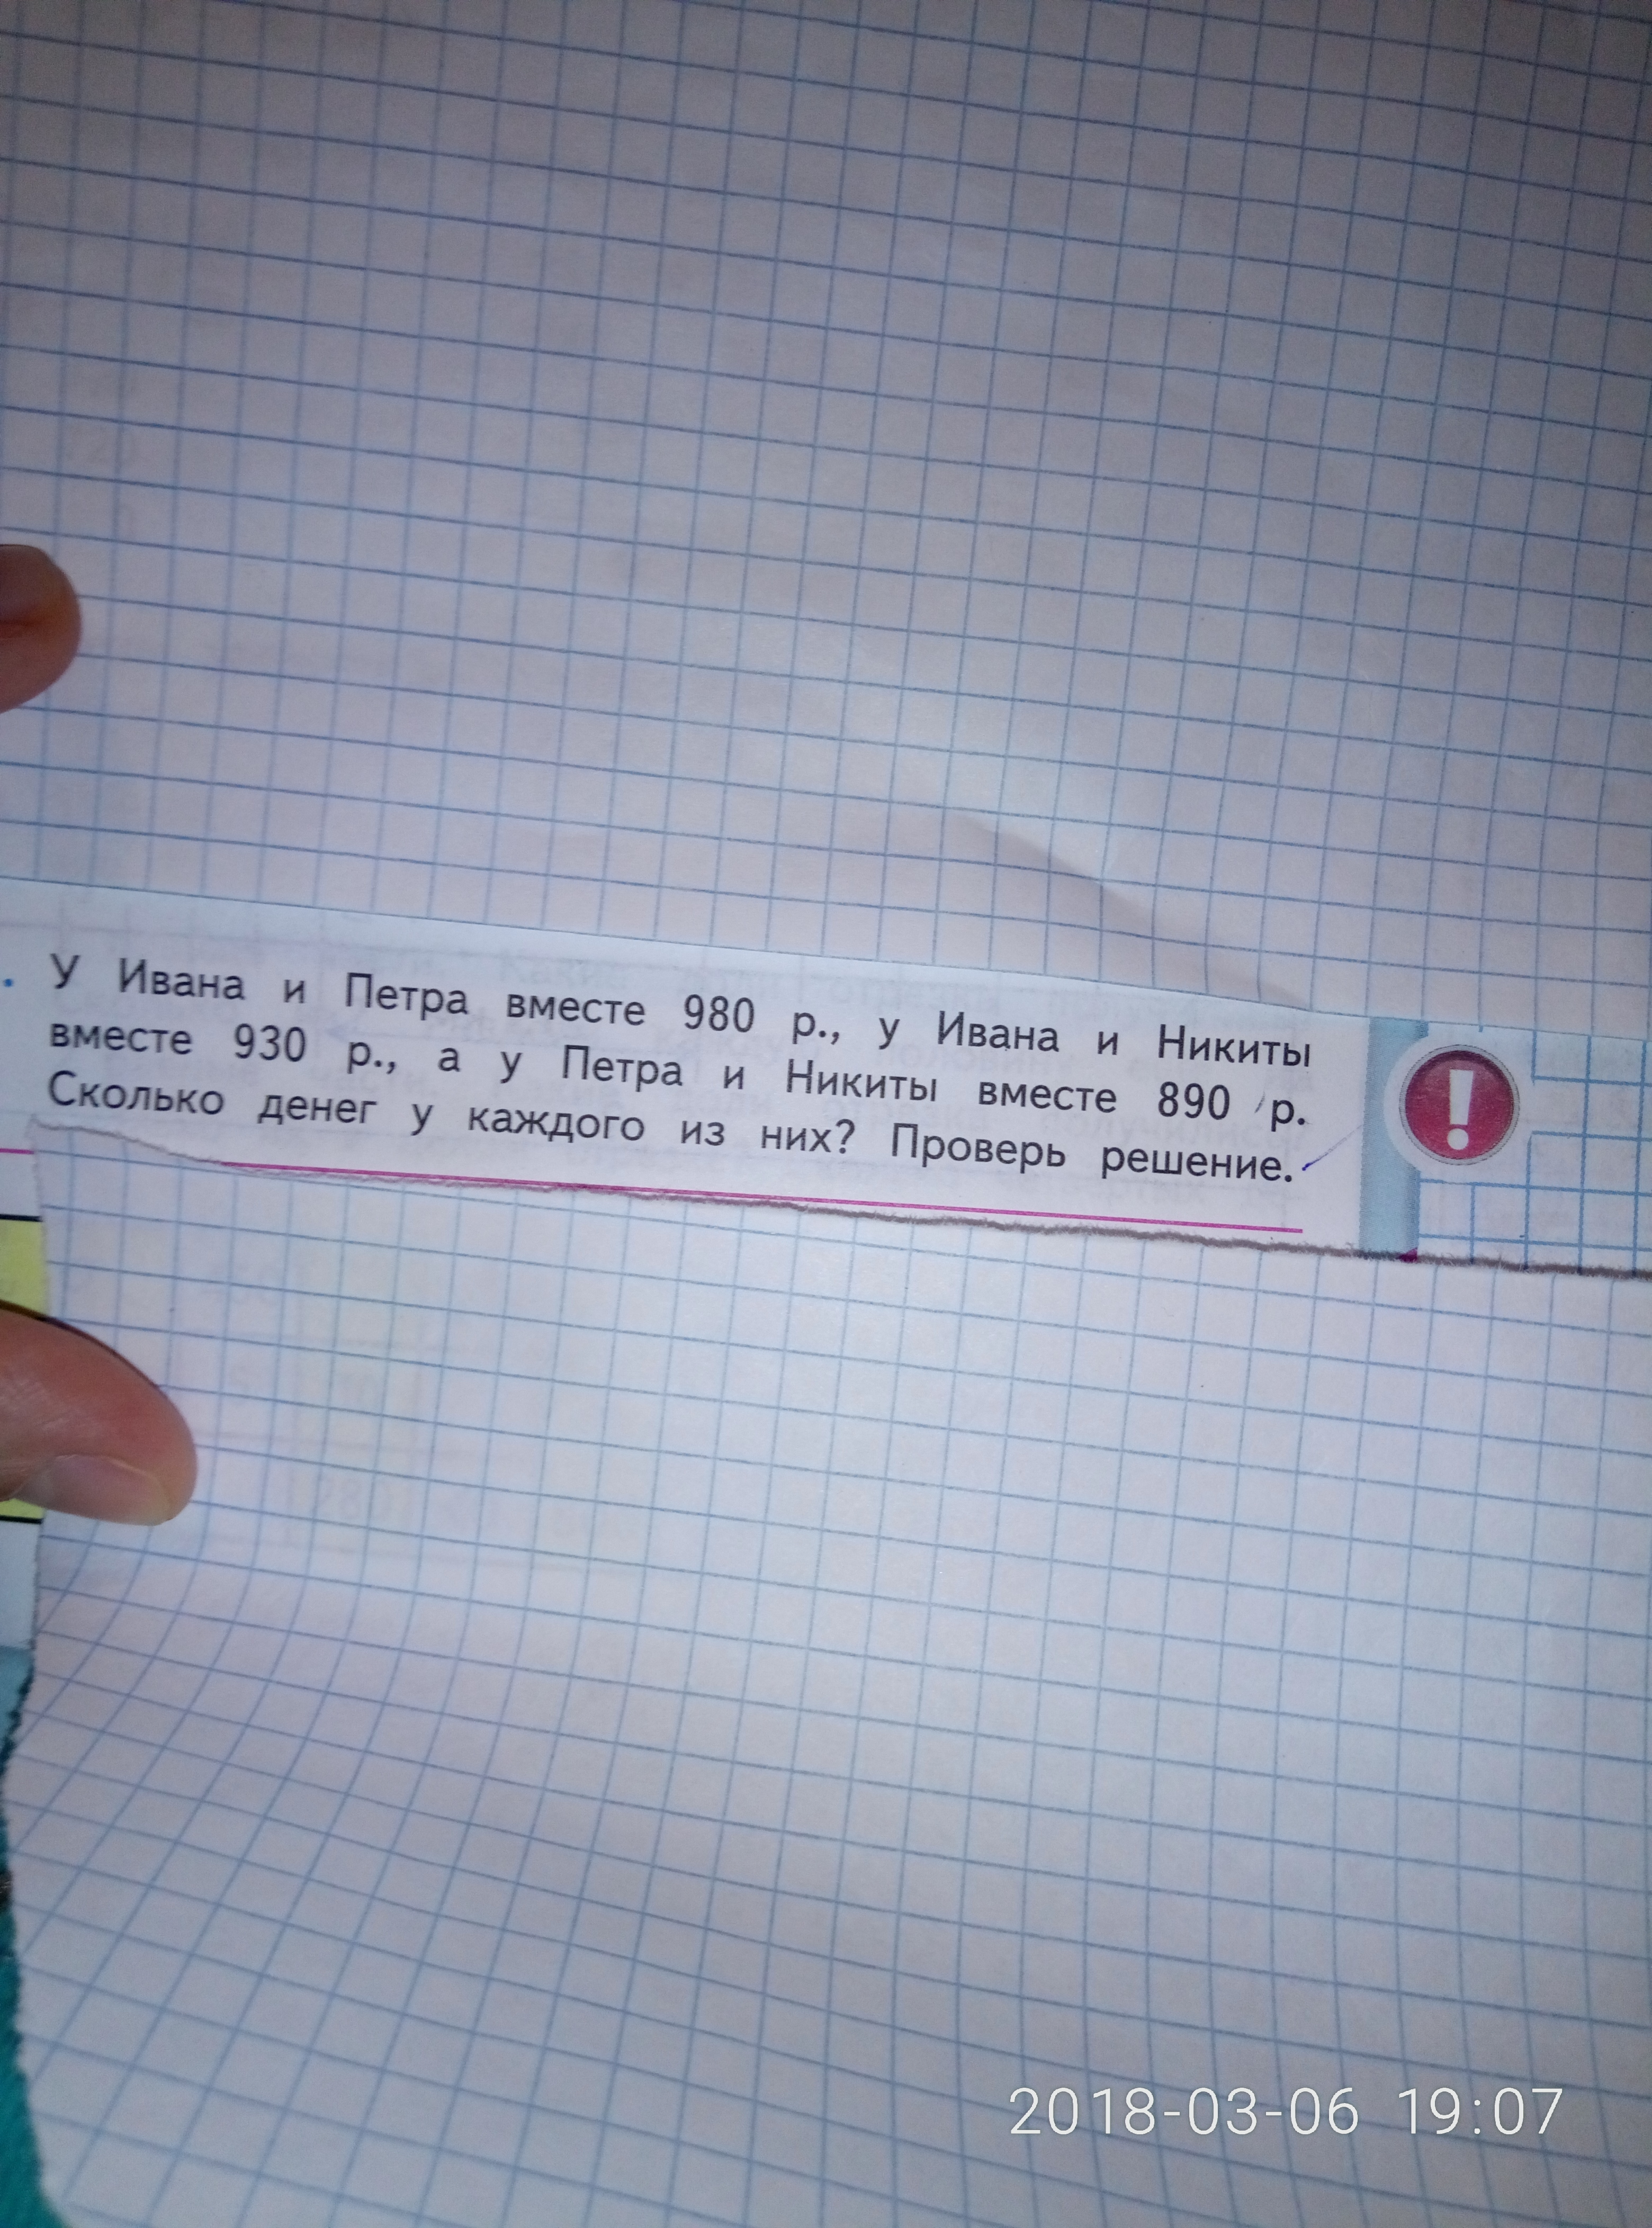 У Ивана и Петра вместе 980 р., у Ивана и Никиты
вместе 930 р., а у Петра и Никиты вместе 890 р.
Сколько денег у каждого из них? Проверь решение.
!
2018-03-06 19:07